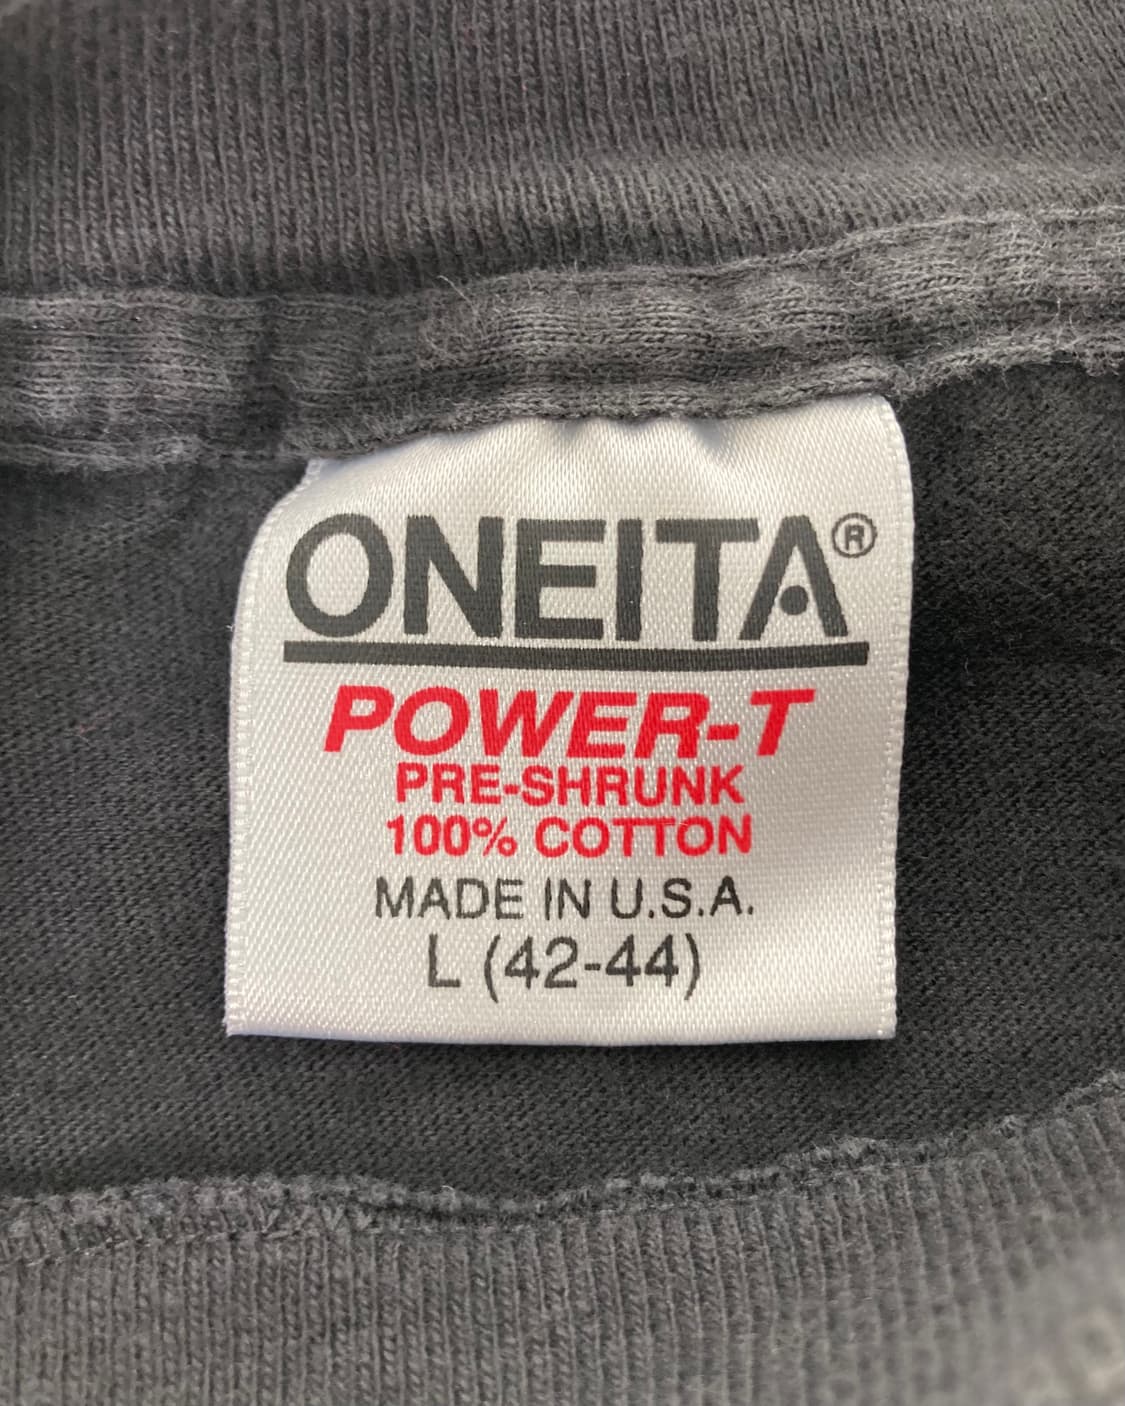 ONEITA®
POWER-T
PRE-SHRUNK
100% COTTON
MADE IN U.S.A.
L (42-44)